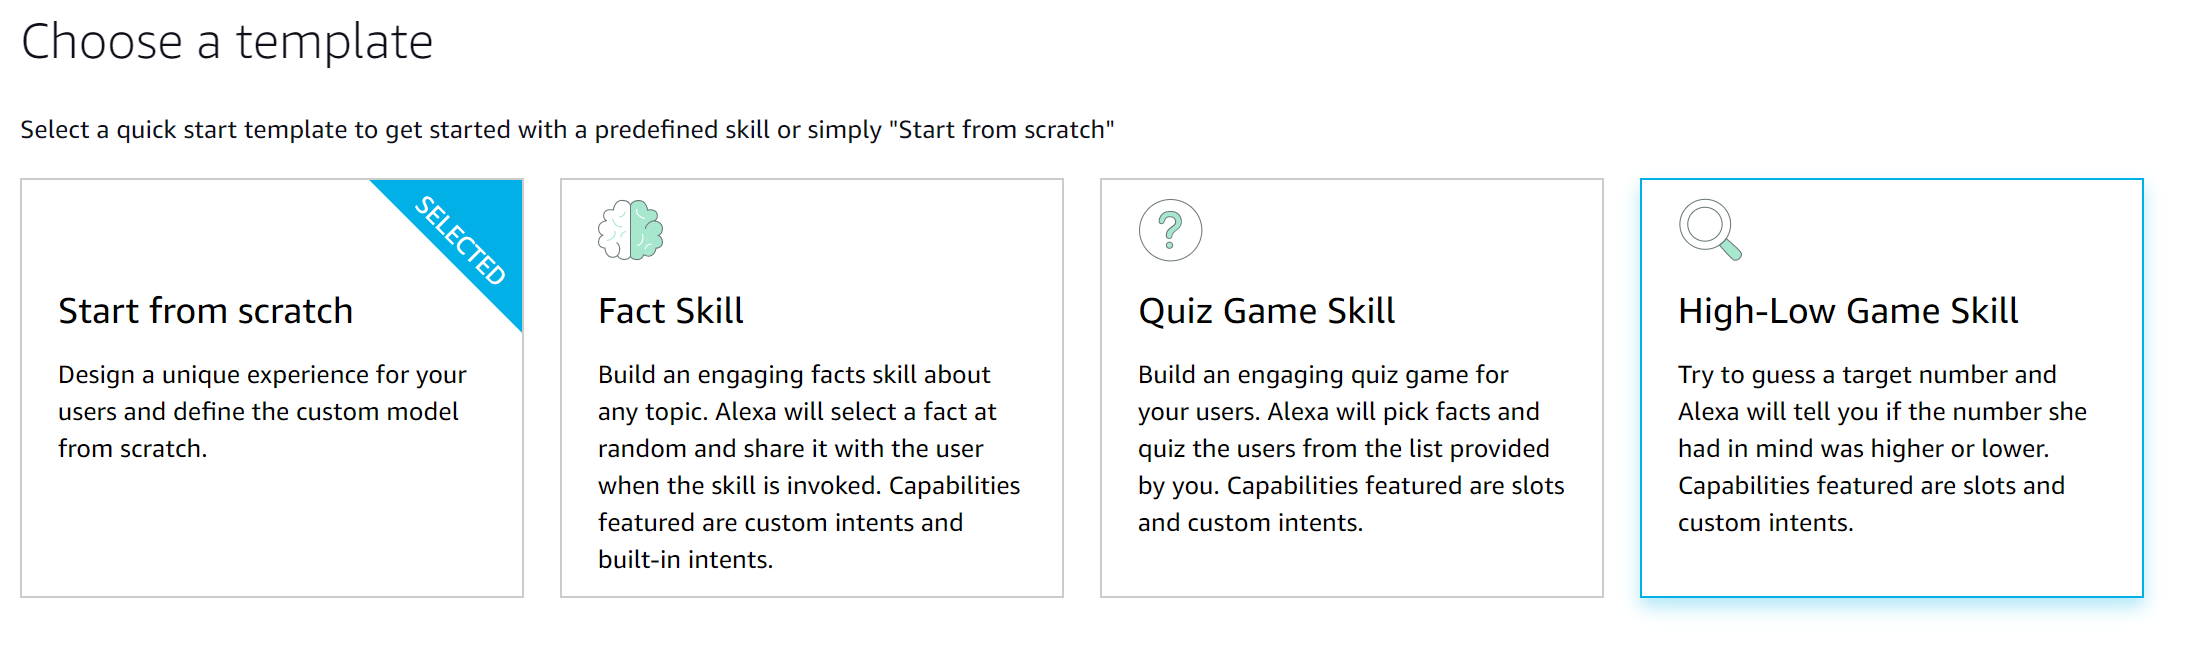 Choose a template
Select a quick start template to get started with a predefined skill or simply "Start from scratch"
SELECTED
Start from scratch
Design a unique experience for your
users and define the custom model
from scratch.
Fact Skill
Build an engaging facts skill about
any topic. Alexa will select a fact at
random and share it with the user
when the skill is invoked. Capabilities
featured are custom intents and
built-in intents.
?
Quiz Game Skill
Build an engaging quiz game for
your users. Alexa will pick facts and
quiz the users from the list provided
by you. Capabilities featured are slots
and custom intents.
High-Low Game Skill
Try to guess a target number and
Alexa will tell you if the number she
had in mind was higher or lower.
Capabilities featured are slots and
custom intents.